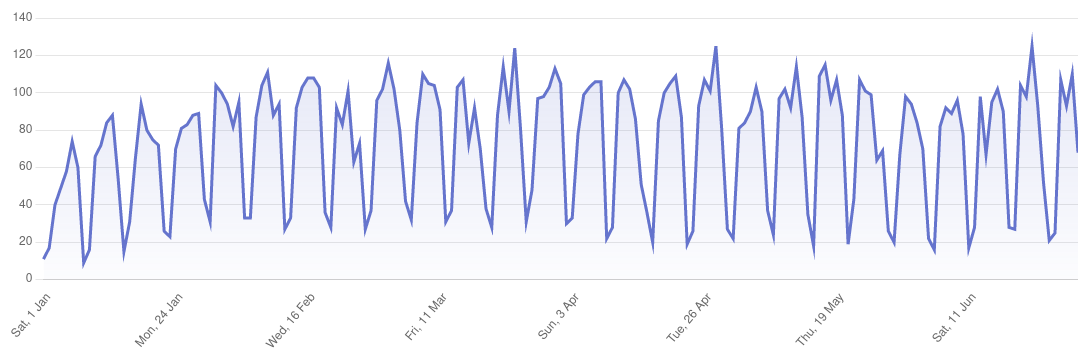 140
120
100
80
60
40
20
0
Sat, 1 Jan
Mon, 24 Jan
Wed, 16 Feb
Fri, 11 Mar
Sun, 3 Apr
Tue, 26 Apr
Thu, 19 May
Sat, 11 Jun